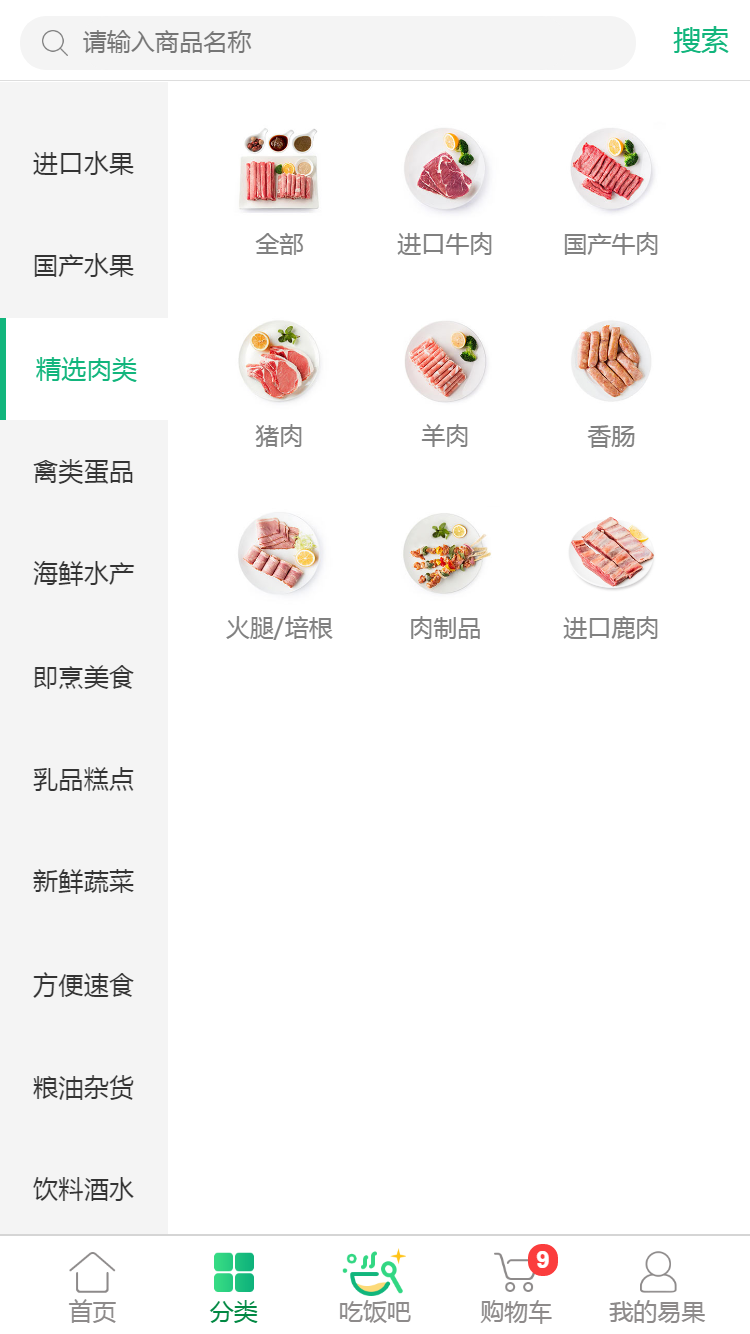 请输入商品名称
搜索
进口水果
国产水果
精选肉类
禽类蛋品
海鲜水产
即烹美食
乳品糕点
新鲜蔬菜
方便速食
粮油杂货
饮料酒水
全部
进口牛肉
国产牛肉
猪肉
羊肉
香肠
火腿/培根
肉制品
进口鹿肉
首页
分类
吃饭吧
9
购物车
我的易果